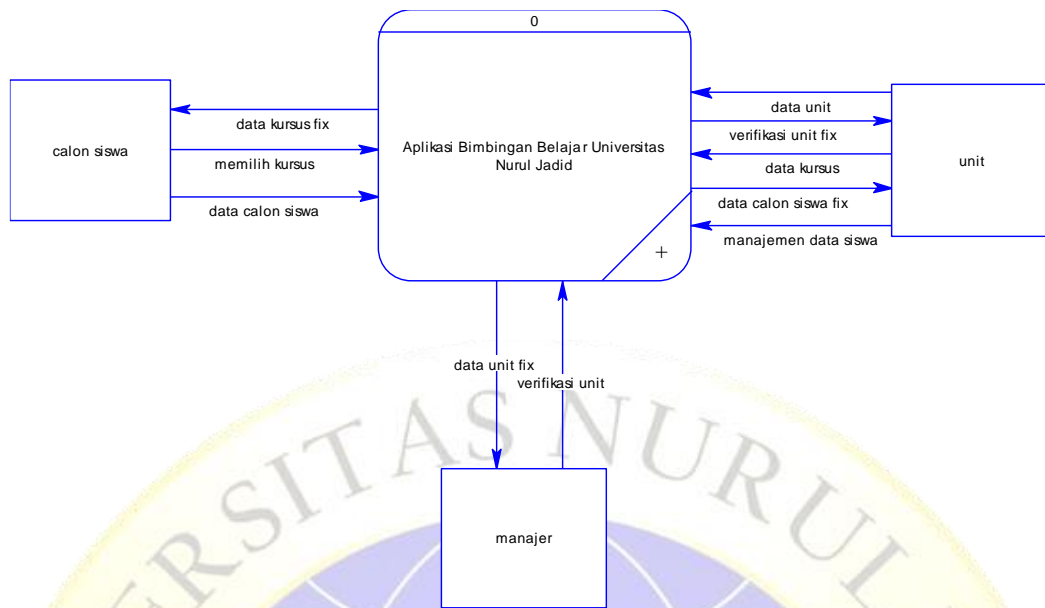 0
data kursus fix
calon siswa
memilih kursus
data calon siswa
Aplikasi Bimbingan Belajar Universitas
Nurul Jadid
+
data unit
verifikasi unit fix
data kursus
data calon siswa fix
manajemen data siswa
unit
data unit fix
verifikasi unit
manajer
ERSITAS NURUL